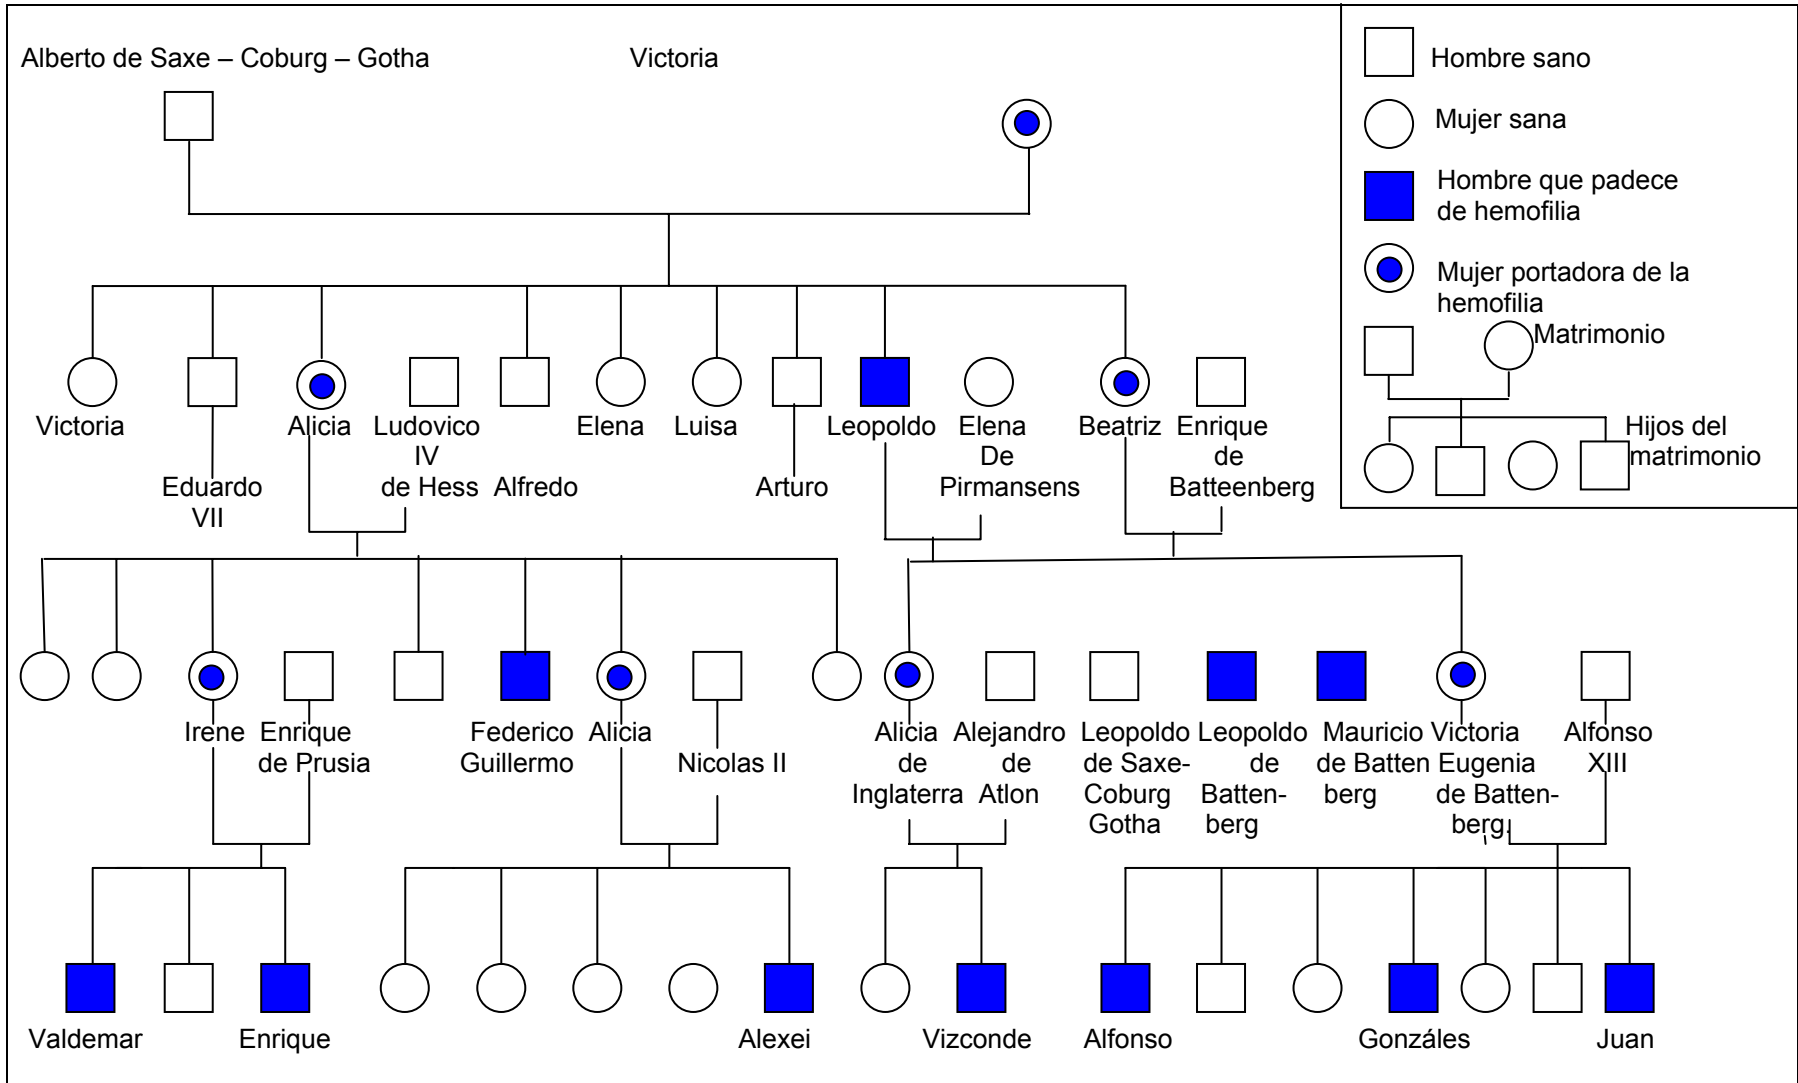 Alberto de Saxe – Coburg – Gotha
Victoria
Hombre sano
Mujer sana
Hombre que padece
de hemofilia
Mujer portadora de la
hemofilia
Matrimonio
Hijos del
matrimonio
Victoria
Eduardo
VII
Alicia
Ludovico
IV
de Hess
Alfredo
Elena
Luisa
Arturo
Leopoldo
Elena
De
Pirmansens
Beatriz
Enrique
de
Batteenberg
Irene
Enrique
de Prusia
Federico
Guillermo
Alicia
Nicolas II
Alicia
de
Inglaterra
Alejandro
de
Atlon
Leopoldo
de Saxe-
Coburg
Gotha
Leopoldo
de
Batten-
berg
Mauricio
de Batten
berg
Victoria
Eugenia
de Batten-
berg.
Alfonso
XIII
Valdemar
Enrique
Alexei
Vizconde
Alfonso
Gonzáles
Juan